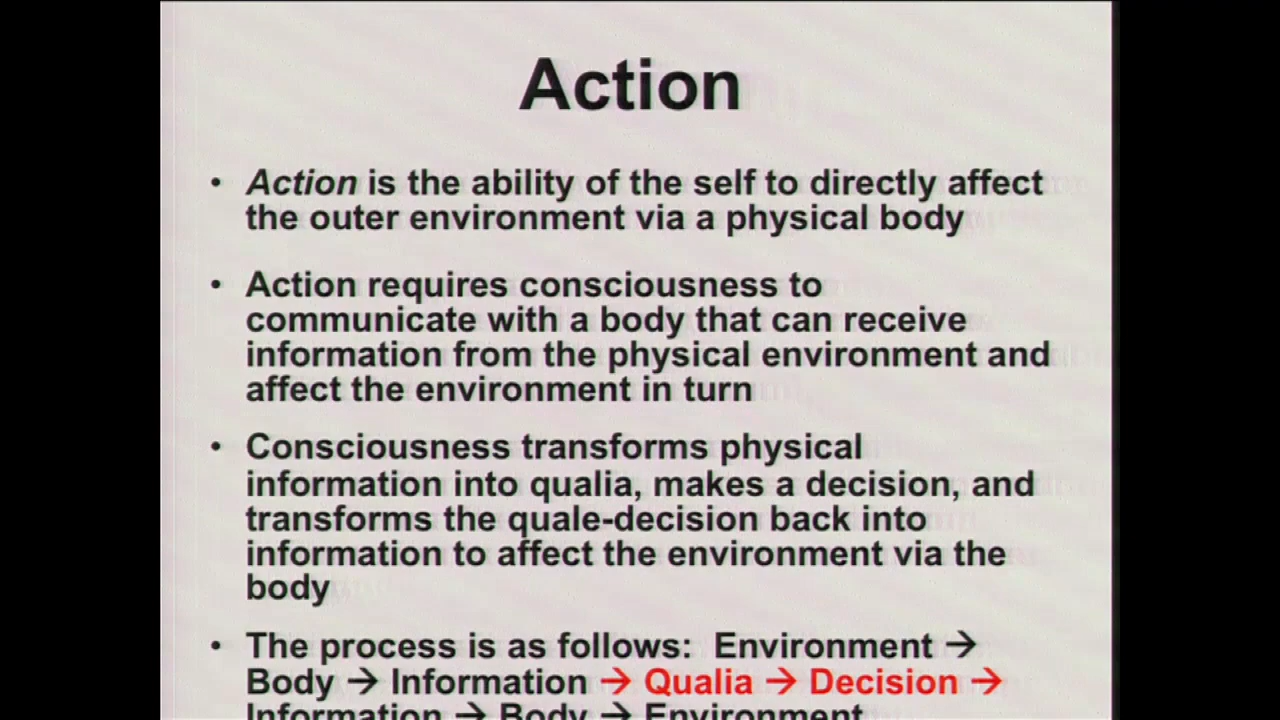 Action
• Action is the ability of the self to directly affect
the outer environment via a physical body
• Action requires consciousness to
communicate with a body that can receive
information from the physical environment and
affect the environment in turn
• Consciousness transforms physical
information into qualia, makes a decision, and
transforms the quale-decision back into
information to affect the environment via the
body
• The process is as follows:  Environment →
Body → Information → Qualia → Decision →
Information → Body → Environment